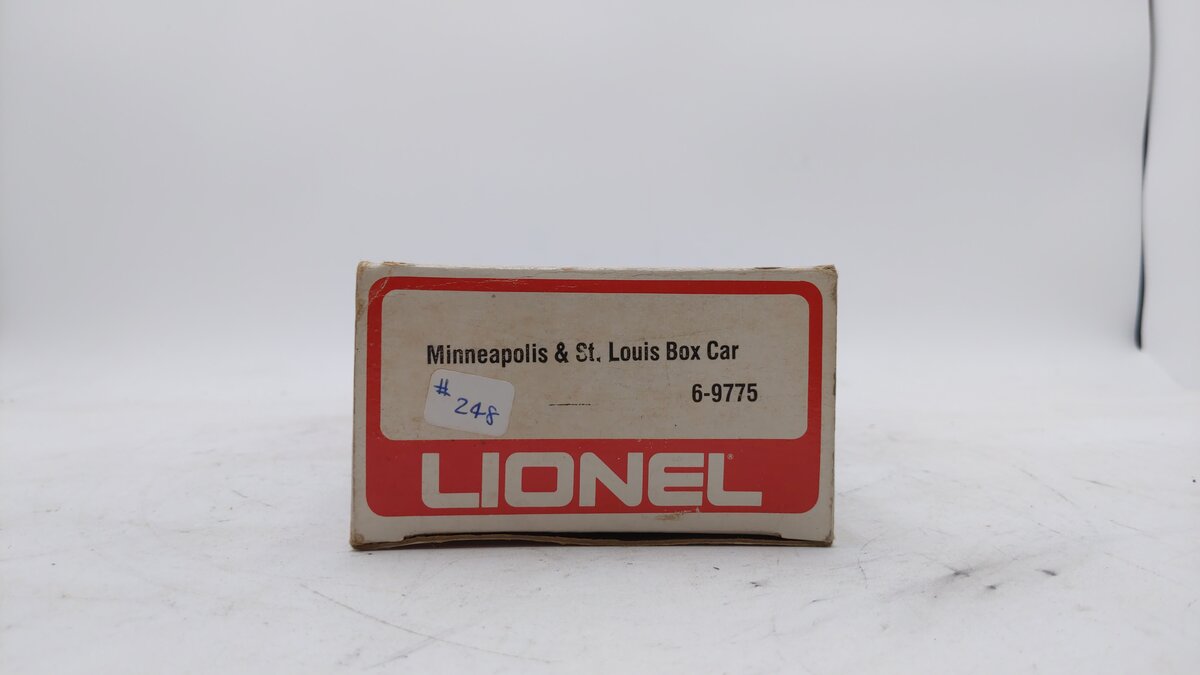 Minneapolis & St. Louis Box Car
6-9775
#
248
LIONEL®